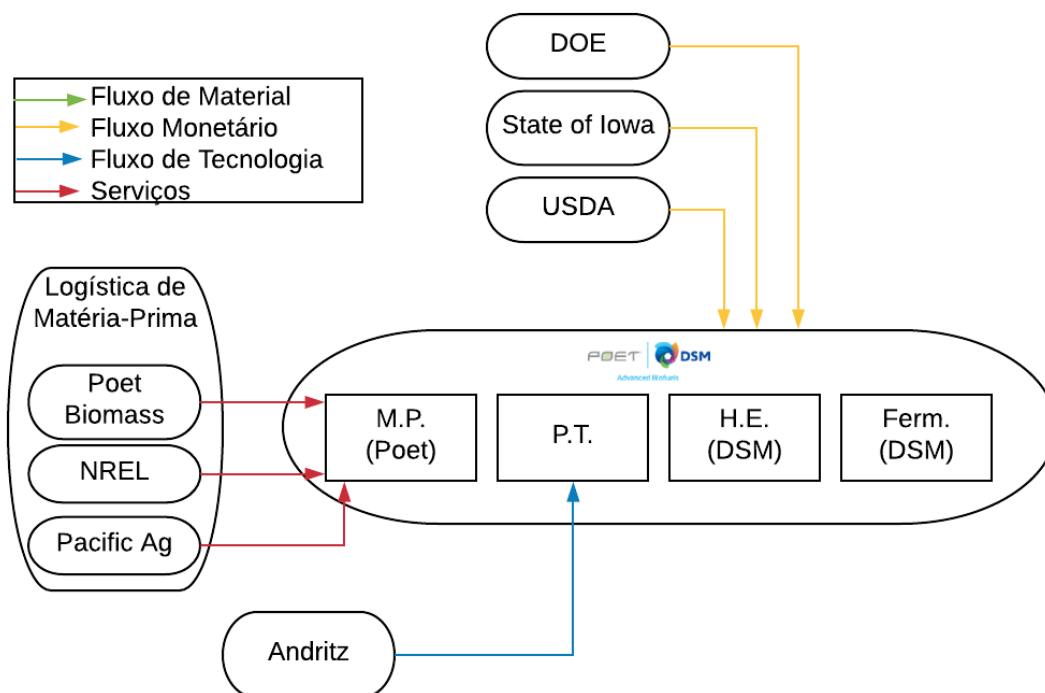 DOE
State of Iowa
USDA
Fluxo de Material
Fluxo Monetário
Fluxo de Tecnologia
Serviços
Logística de
Matéria-Prima
Poet
Biomass
NREL
Pacific Ag
POET DSM
Advanced Biofuels
M.P.
(Poet)
P.T.
H.E.
(DSM)
Ferm.
(DSM)
Andritz